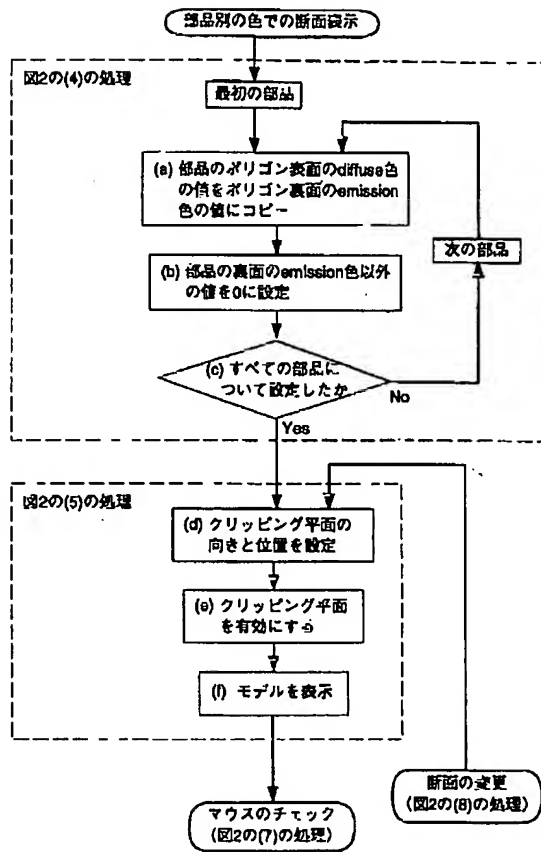 部品別の色での断面表示
図2の(4)の処理
最初の部品
(a) 部品のポリゴン表面のdiffuse色
の値をポリゴン裏面のemission
色の値にコピー
次の部品
(b) 部品の裏面のemission色以外
の値を0に設定
(c) すべての部品に
ついて設定したか
No
Yes
図2の(5)の処理
(d) クリッピング平面の
向きと位置を設定
(e) クリッピング平面
を有効にする
(f) モデルを表示
断面の変更
(図2の(8)の処理)
マウスのチェック
(図2の(7)の処理)